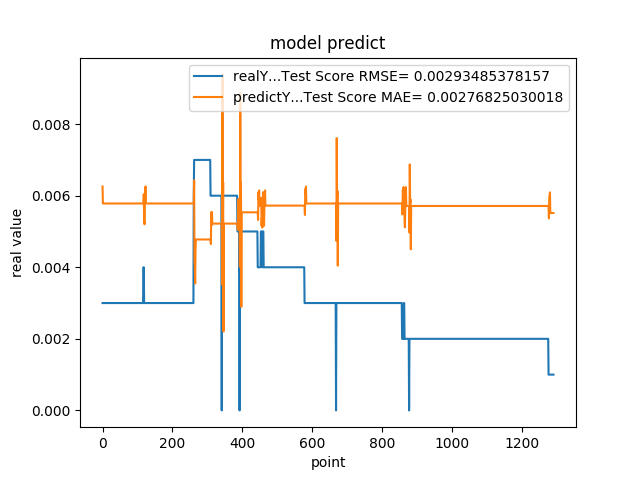 model predict
realY...Test Score RMSE= 0.00293485378157
predictY...Test Score MAE= 0.00276825030018
0.008
0.006
0.004
0.002
0.000
real value
0 200 400 600 800 1000 1200
point